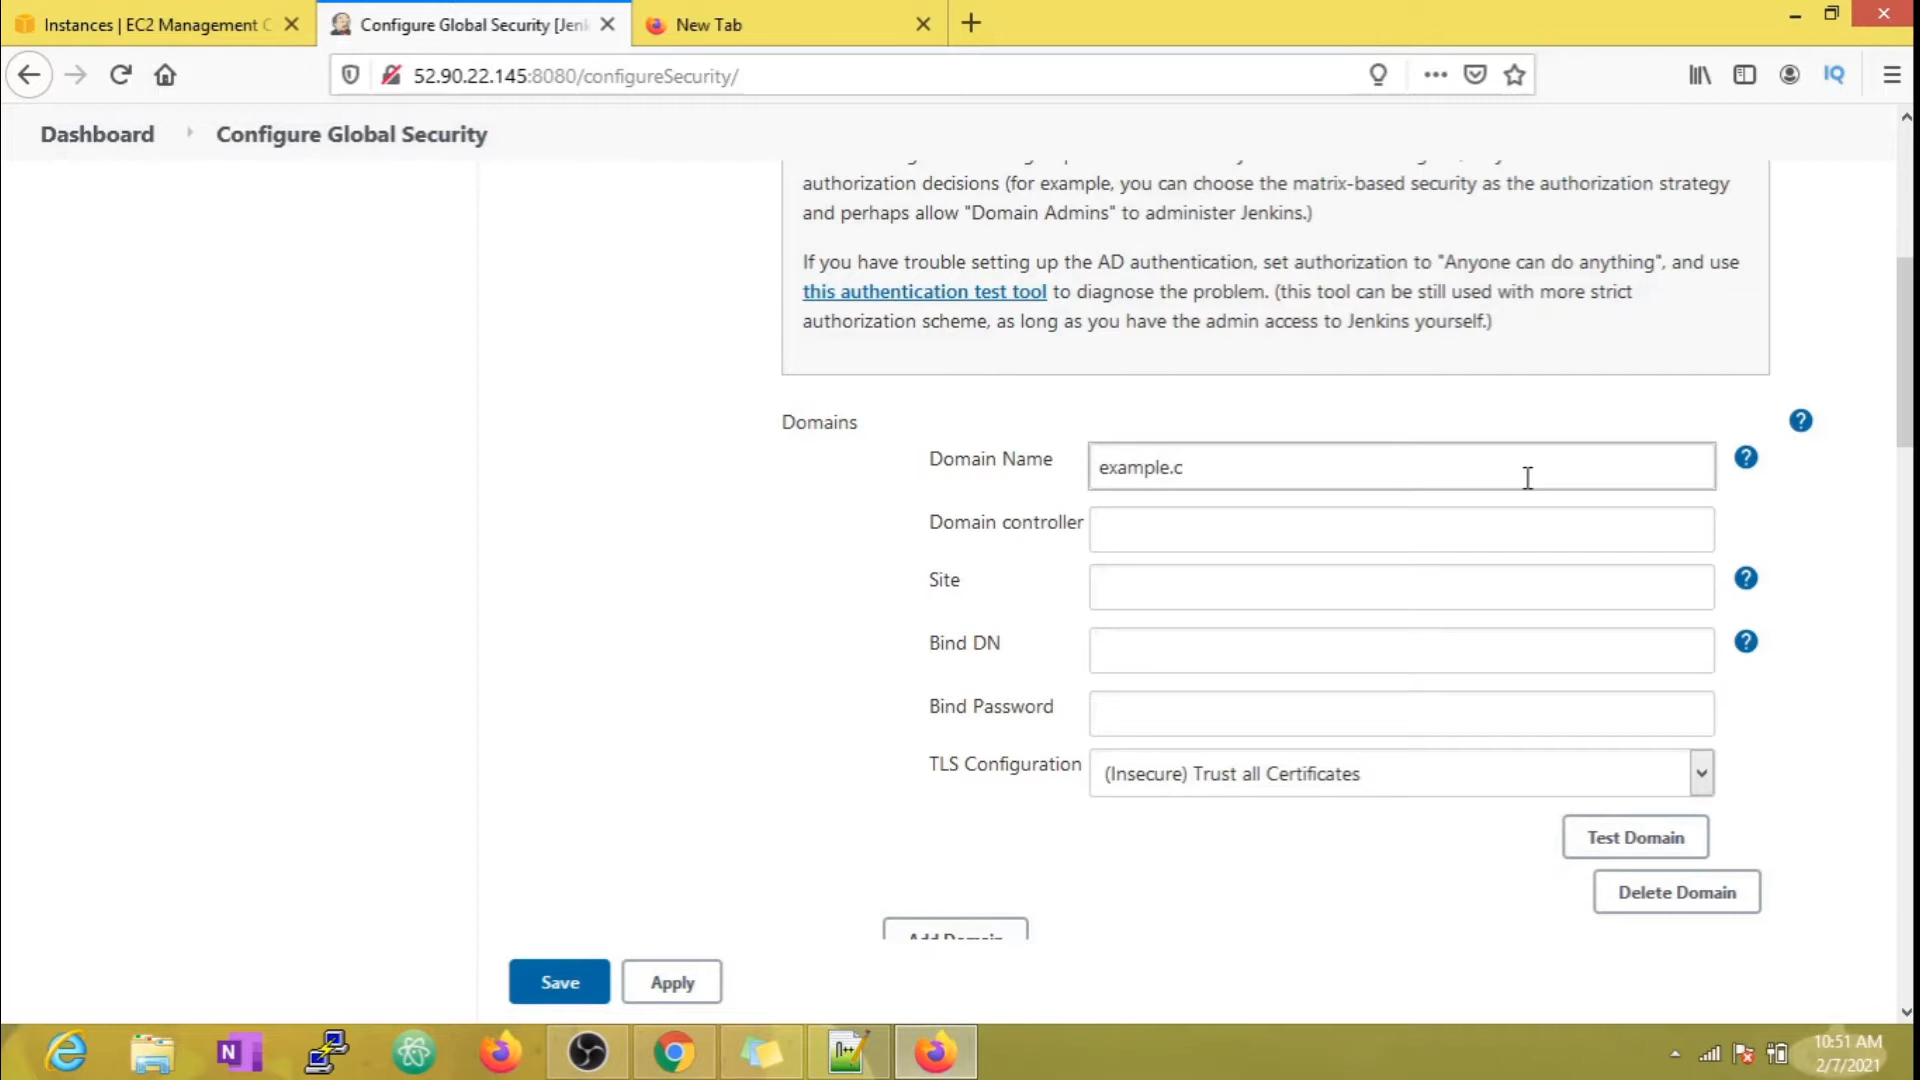 Instances | EC2 Management C
Configure Global Security [Jenk
New Tab
52.90.22.145:8080/configureSecurity/
IQ
Dashboard
Configure Global Security
authorization decisions (for example, you can choose the matrix-based security as the authorization strategy
and perhaps allow "Domain Admins" to administer Jenkins.)
If you have trouble setting up the AD authentication, set authorization to "Anyone can do anything", and use
this authentication test tool to diagnose the problem. (this tool can be still used with more strict
authorization scheme, as long as you have the admin access to Jenkins yourself.)
Domains
?
Domain Name
example.c
?
Domain controller
Site
?
Bind DN
?
Bind Password
TLS Configuration
(Insecure) Trust all Certificates
Test Domain
Delete Domain
Add Domain
Save
Apply
N
n++
10:51 AM
2/7/2021